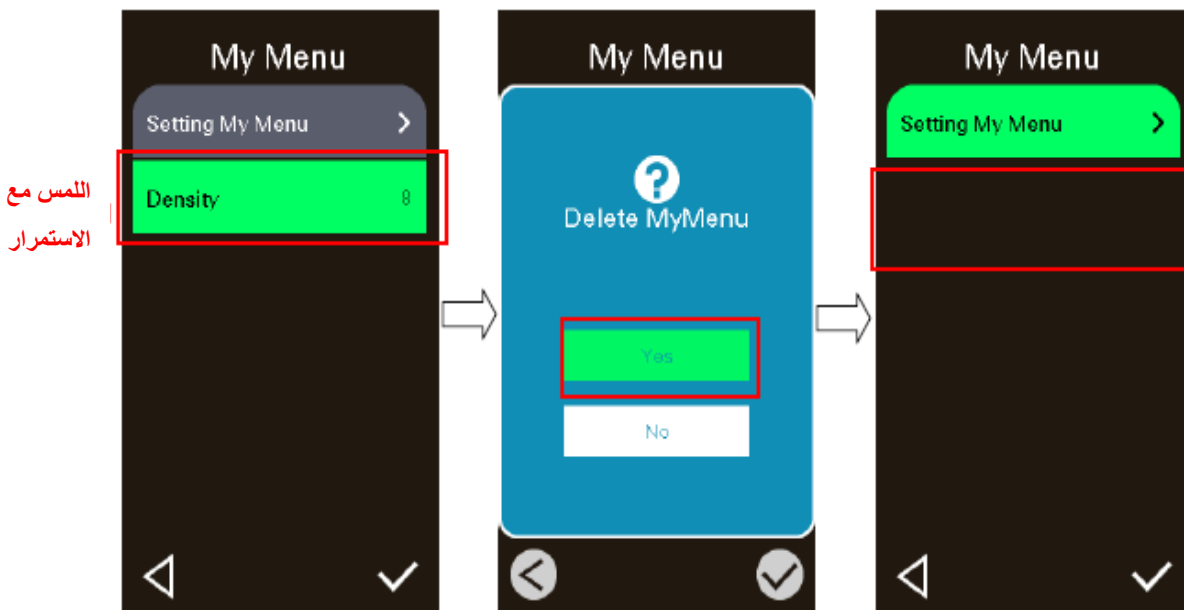 اللمس مع
الاستمرار
My Menu
Setting My Menu
Density 8
My Menu
Delete MyMenu
Yes
No
My Menu
Setting My Menu